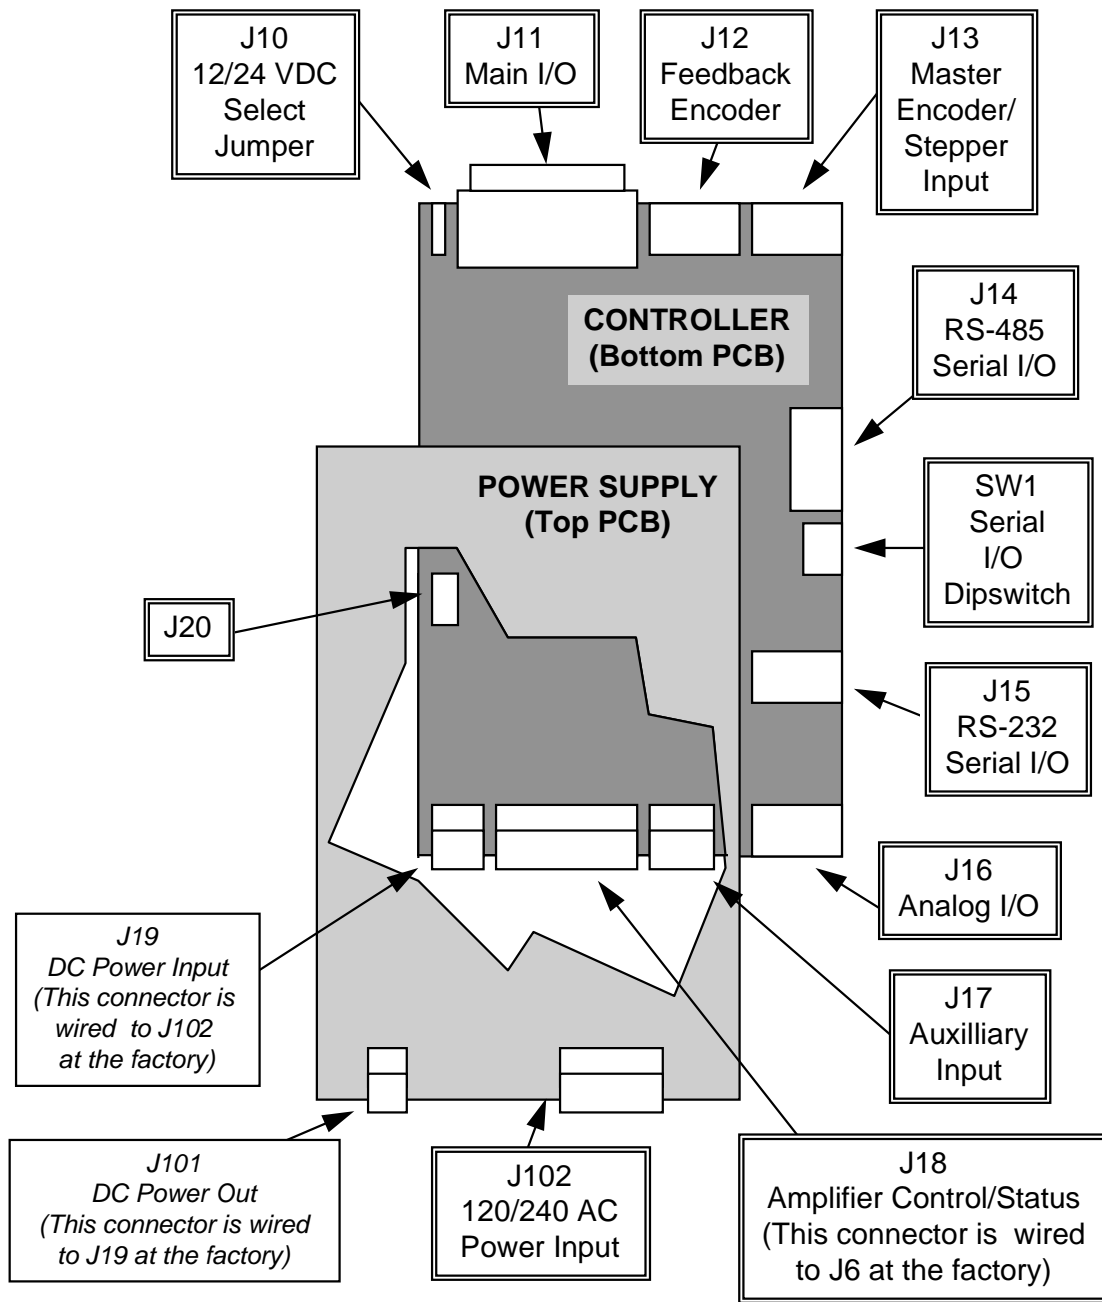 J10
12/24 VDC
Select
Jumper
J11
Main I/O
J12
Feedback
Encoder
J13
Master
Encoder/
Stepper
Input
CONTROLLER
(Bottom PCB)
J14
RS-485
Serial I/O
POWER SUPPLY
(Top PCB)
SW1
Serial
I/O
Dipswitch
J20
J15
RS-232
Serial I/O
J16
Analog I/O
J19
DC Power Input
(This connector is
wired to J102
at the factory)
J17
Auxilliary
Input
J101
DC Power Out
(This connector is wired
to J19 at the factory)
J102
120/240 AC
Power Input
J18
Amplifier Control/Status
(This connector is wired
to J6 at the factory)